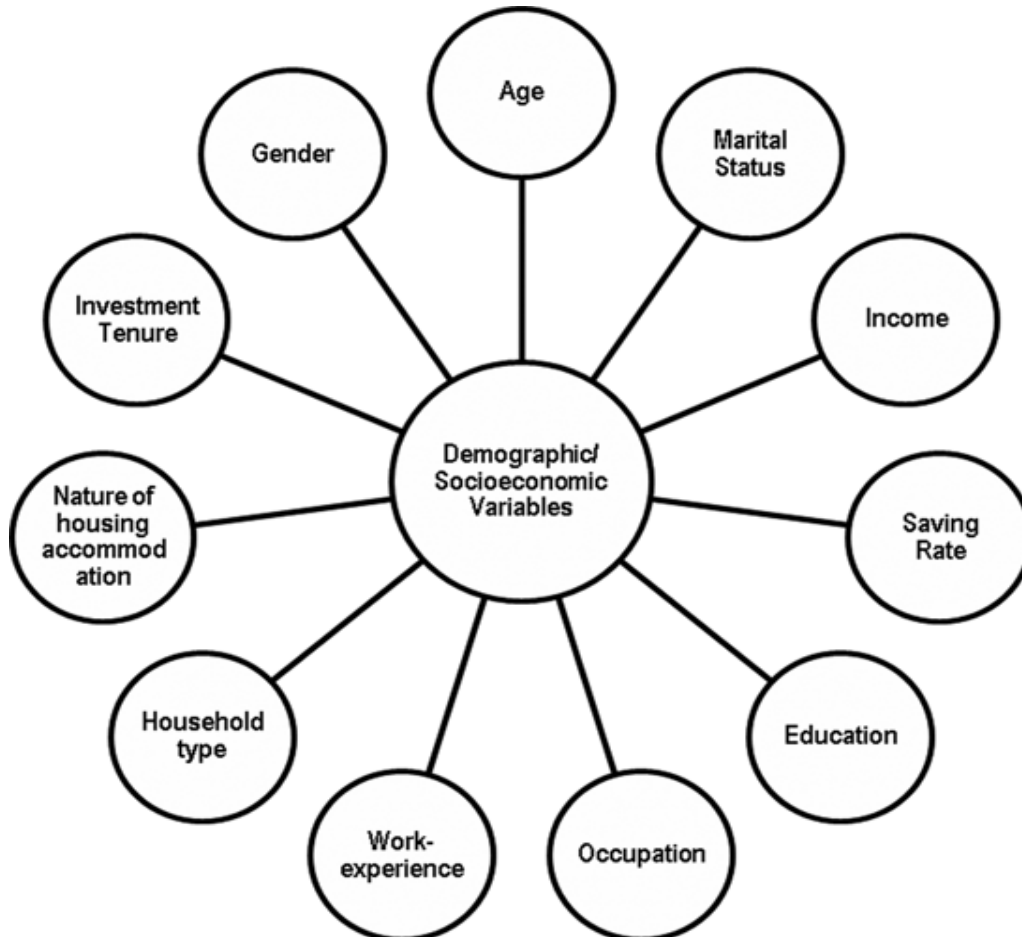 Age
Marital
Status
Income
Saving
Rate
Education
Occupation
Work-
experience
Household
type
Nature of
housing
accommod
ation
Investment
Tenure
Gender
Demographic/
Socioeconomic
Variables